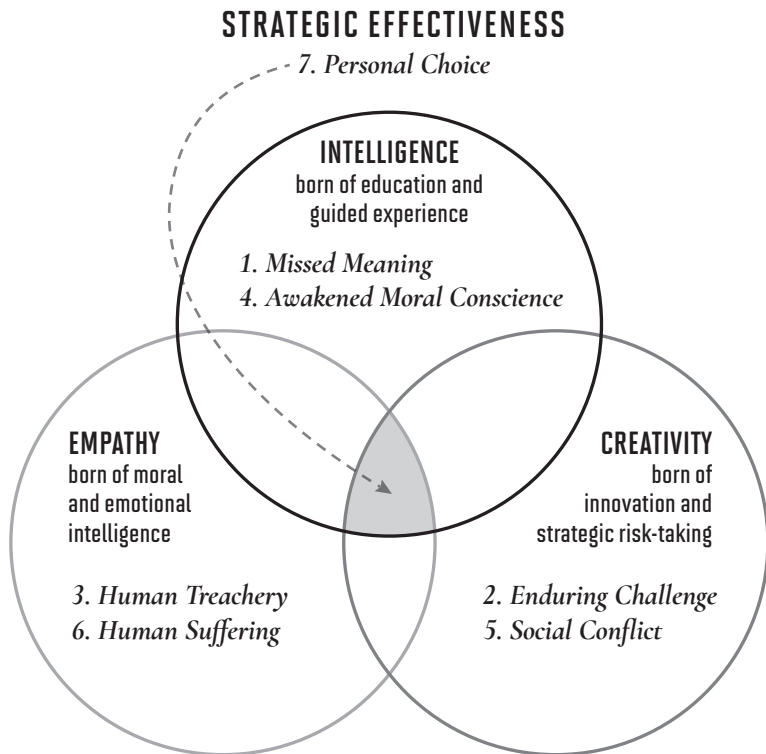 STRATEGIC EFFECTIVENESS
7. Personal Choice
INTELLIGENCE
born of education and
guided experience
1. Missed Meaning
4. Awakened Moral Conscience
EMPATHY
born of moral
and emotional
intelligence
3. Human Treachery
6. Human Suffering
CREATIVITY
born of
innovation and
strategic risk-taking
2. Enduring Challenge
5. Social Conflict